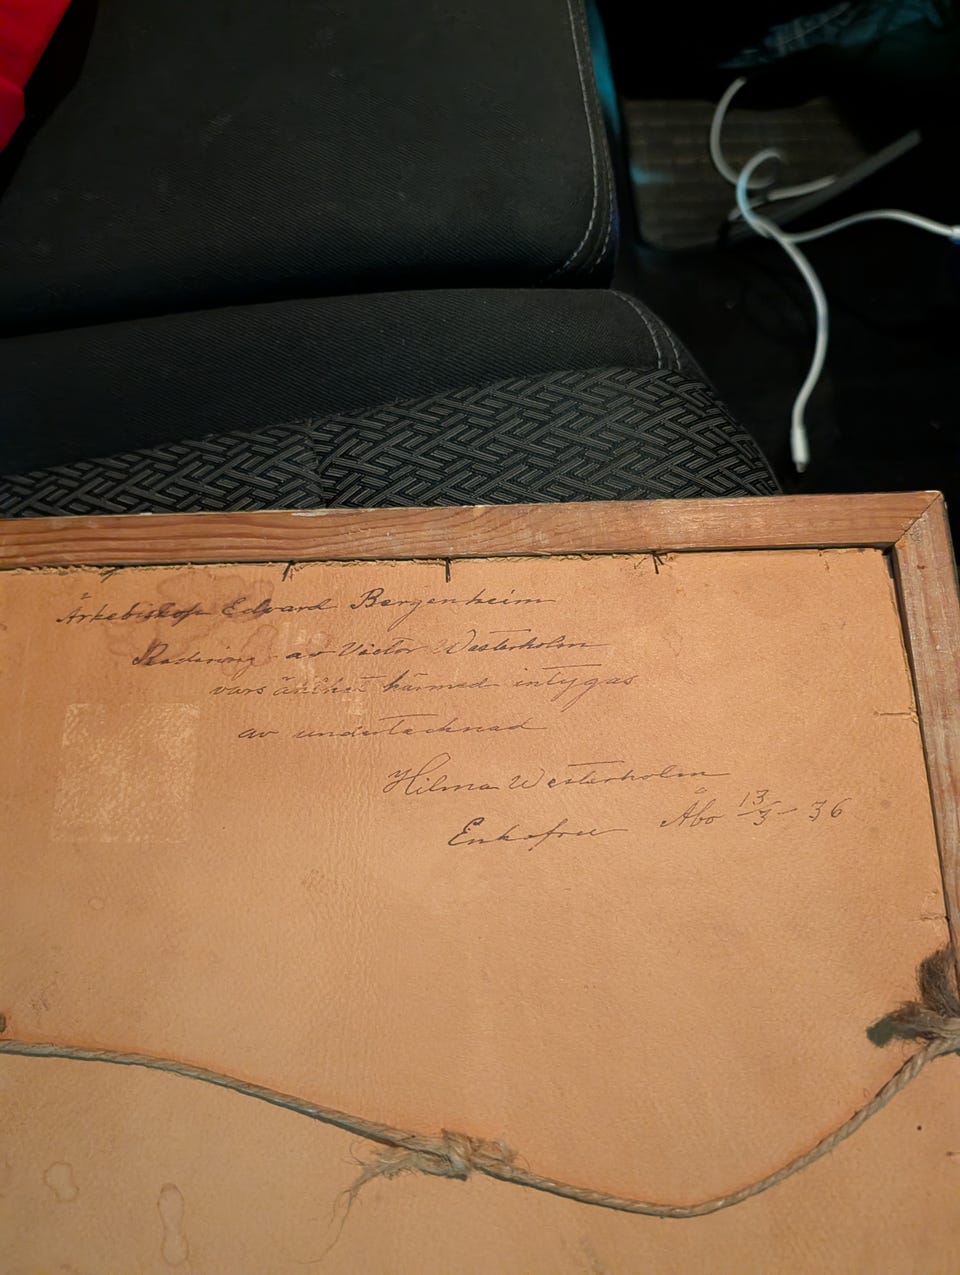 Ärkebiskop Edvard Bergenheim
Radering av Victor Westerholm
vars äkthet härmed intygas
av undertecknad
Hilma Westerholm
Enkefru Åbo 13/3 - 36